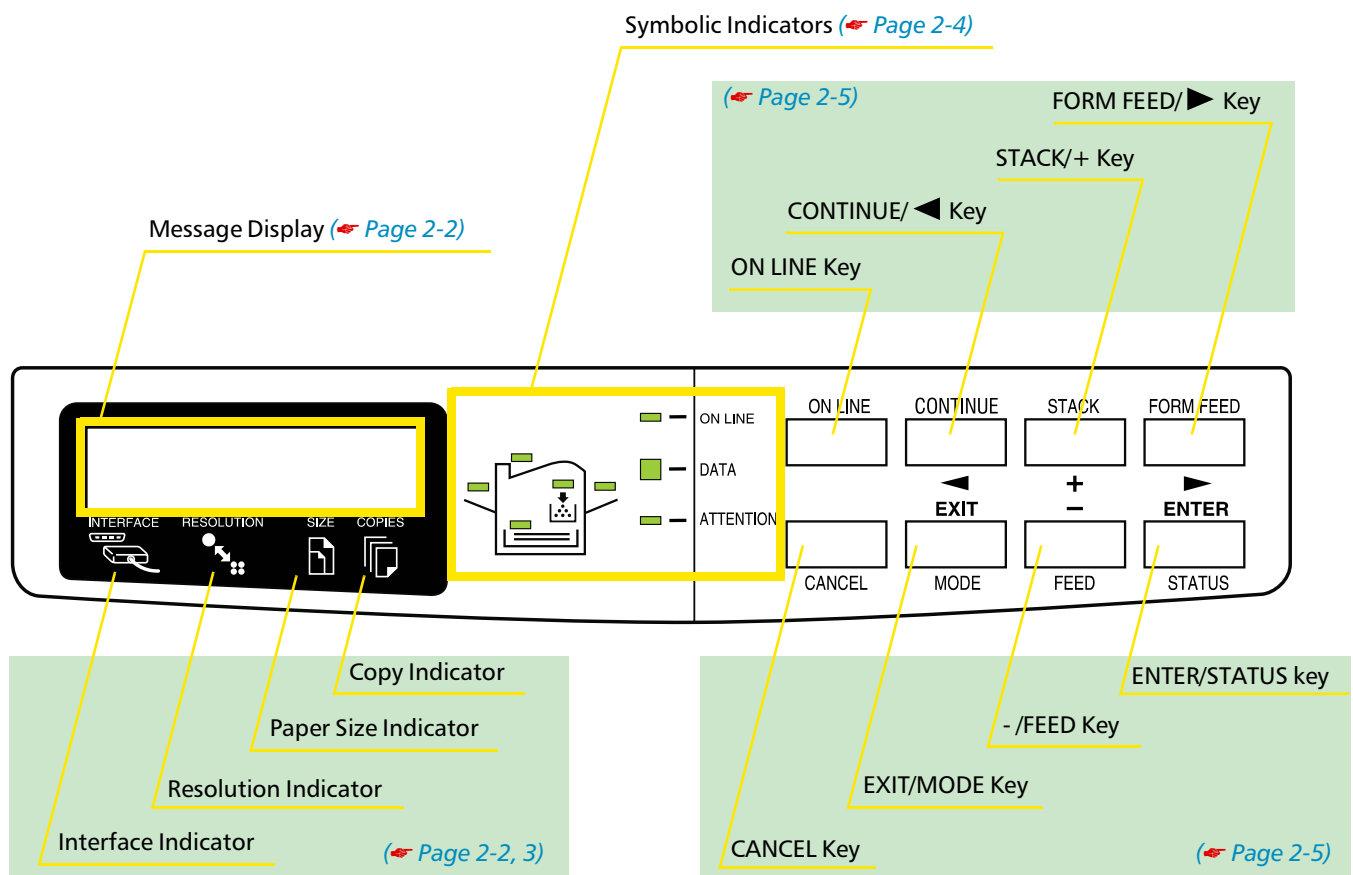 Symbolic Indicators (☛ Page 2-4)
(☛ Page 2-5)
FORM FEED/▶ Key
STACK/+ Key
CONTINUE/◀ Key
ON LINE Key
Message Display (☛ Page 2-2)
ON LINE
DATA
ATTENTION
ON LINE CONTINUE STACK FORM FEED
◀ + ▶
EXIT − ENTER
CANCEL MODE FEED STATUS
INTERFACE RESOLUTION SIZE COPIES
Copy Indicator
Paper Size Indicator
Resolution Indicator
Interface Indicator
(☛ Page 2-2, 3)
ENTER/STATUS key
- /FEED Key
EXIT/MODE Key
CANCEL Key
(☛ Page 2-5)